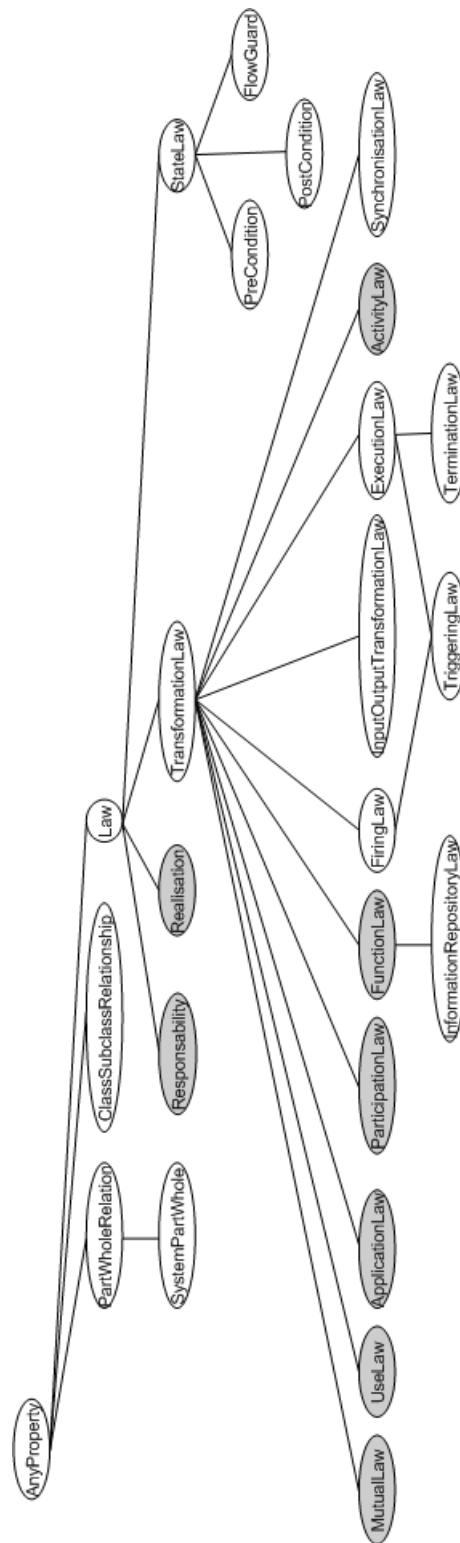 AnyProperty
PartWholeRelation
ClassSubclassRelationship
Law
SystemPartWhole
Responsability
Realisation
TransformationLaw
StateLaw
PreCondition
FlowGuard
PostCondition
MutualLaw
UseLaw
ApplicationLaw
ParticipationLaw
FunctionLaw
FiringLaw
InputOutputTransformationLaw
ExecutionLaw
ActivityLaw
SynchronisationLaw
InformationRepositoryLaw
TriggeringLaw
TerminationLaw